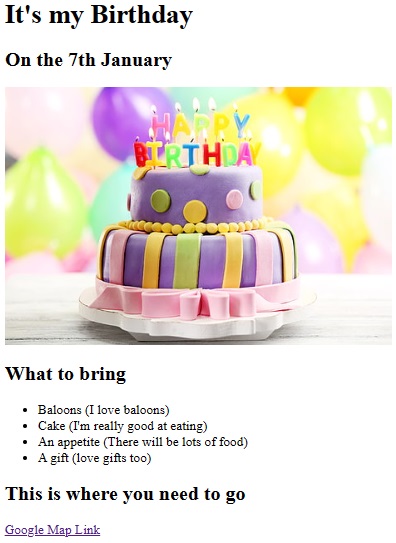 It's my Birthday
On the 7th January
HAPPY
BIRTHDAY
What to bring
Baloons (I love baloons)
Cake (I'm really good at eating)
An appetite (There will be lots of food)
A gift (love gifts too)
This is where you need to go
Google Map Link